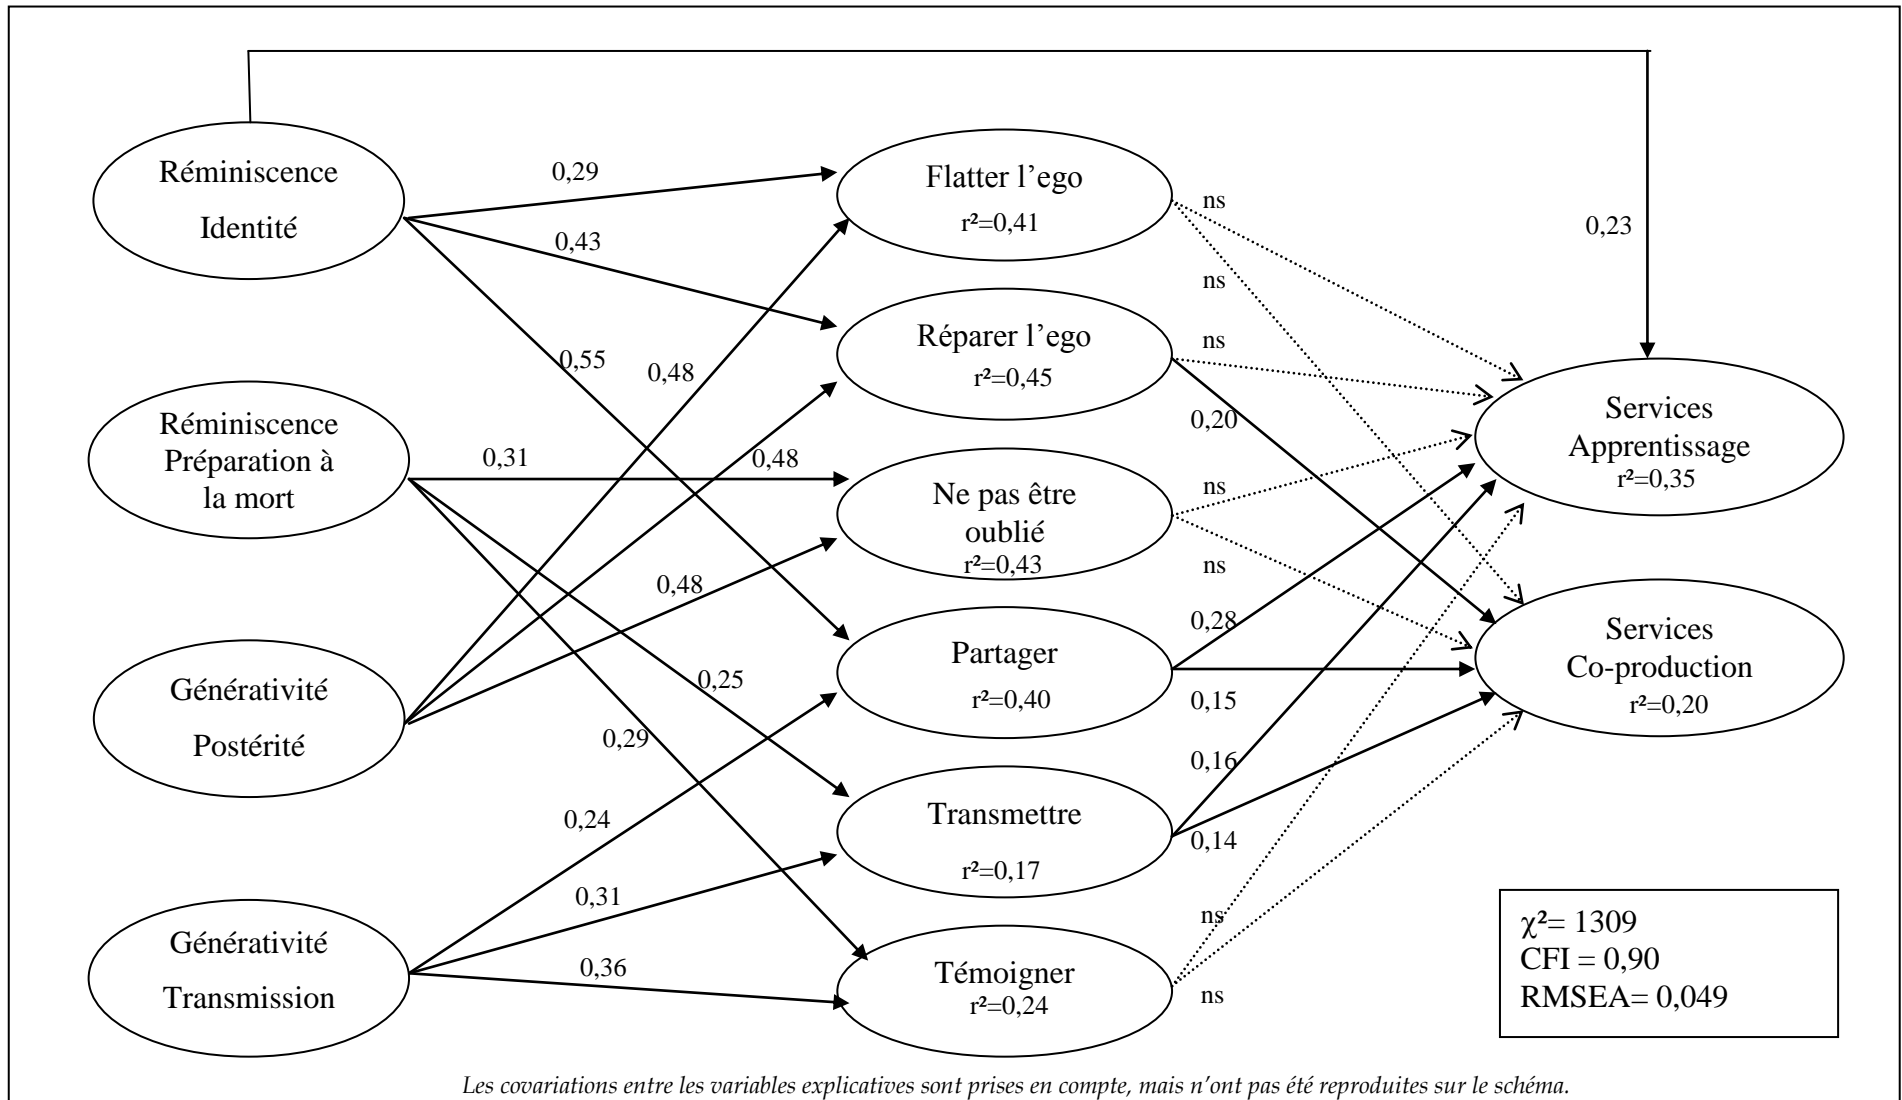 Réminiscence
Identité
Réminiscence
Préparation à
la mort
Générativité
Postérité
Générativité
Transmission
0,29
0,43
0,55
0,48
0,31
0,48
0,48
0,25
0,29
0,24
0,31
0,36
Flatter l’ego
r²=0,41
Réparer l’ego
r²=0,45
Ne pas être
oublié
r²=0,43
Partager
r²=0,40
Transmettre
r²=0,17
Témoigner
r²=0,24
ns
ns
ns
0,20
ns
ns
0,28
0,15
0,16
0,14
ns
ns
0,23
Services
Apprentissage
r²=0,35
Services
Co-production
r²=0,20
χ²= 1309
CFI = 0,90
RMSEA= 0,049
Les covariations entre les variables explicatives sont prises en compte, mais n’ont pas été reproduites sur le schéma.